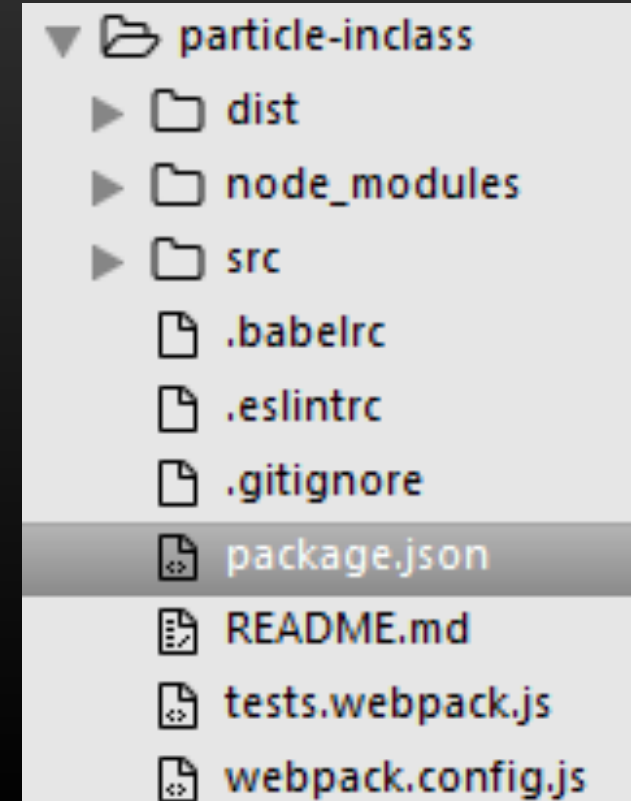 particle-inclass
dist
node_modules
src
.babelrc
.eslintrc
.gitignore
package.json
README.md
tests.webpack.js
webpack.config.js